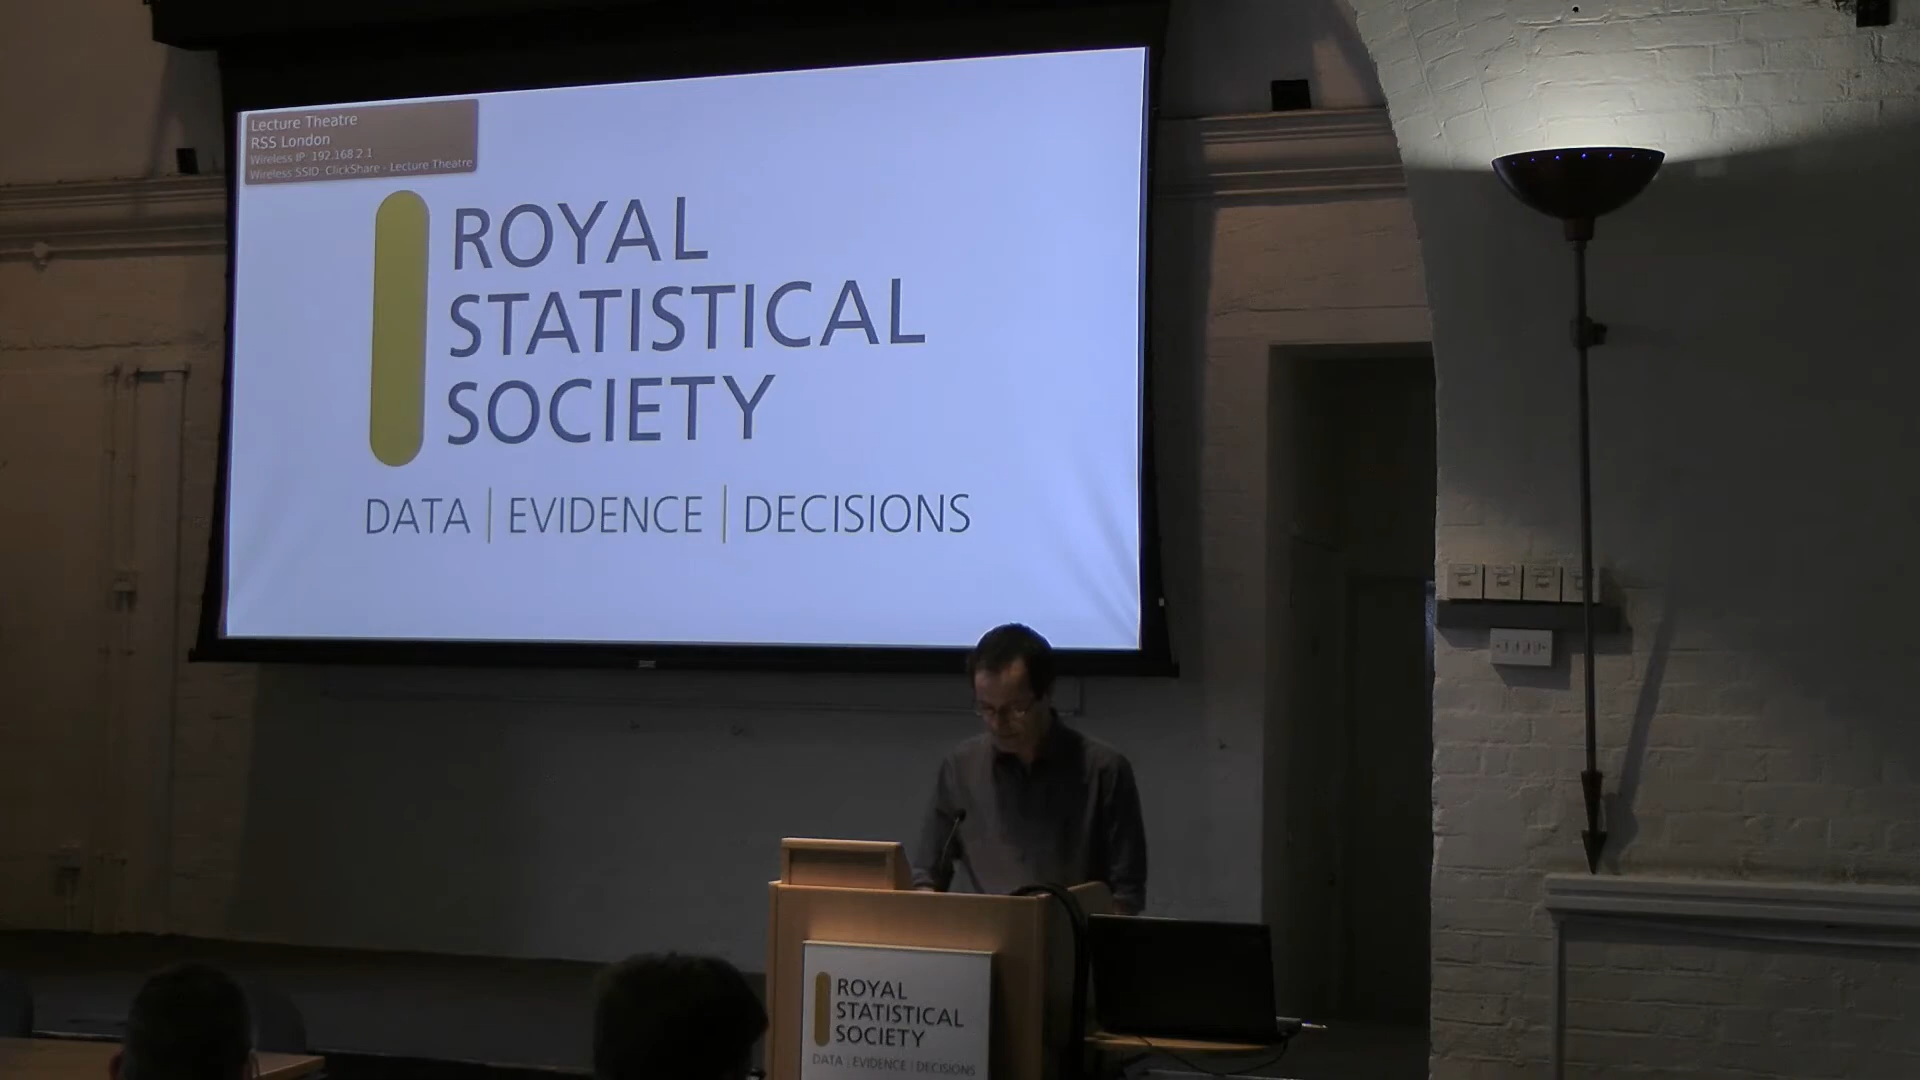 Lecture Theatre
RSS London
Wireless IP: 192.168.2.1
Wireless SSID: ClickShare - Lecture Theatre
ROYAL
STATISTICAL
SOCIETY
DATA | EVIDENCE | DECISIONS
ROYAL
STATISTICAL
SOCIETY
DATA | EVIDENCE | DECISIONS